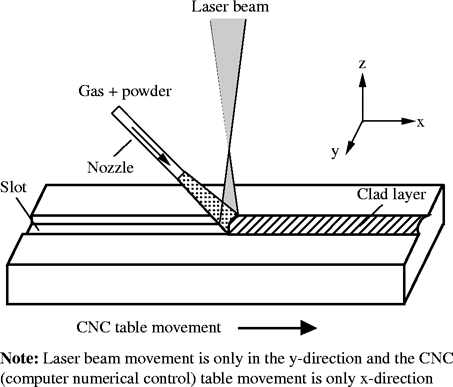 Laser beam
z
Gas + powder
x
y
Nozzle
Slot
Clad layer
CNC table movement
Note: Laser beam movement is only in the y-direction and the CNC
(computer numerical control) table movement is only x-direction